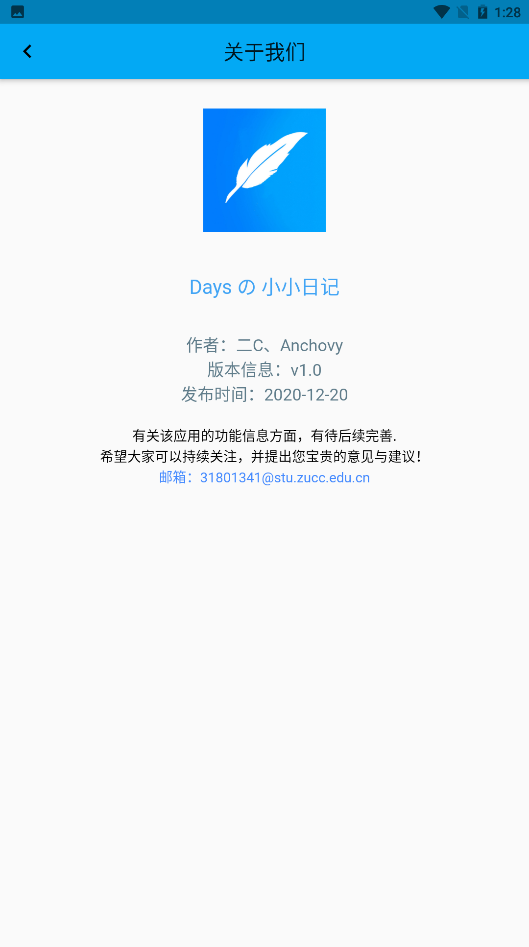 1:28
关于我们
Days の 小小日记
作者：二C、Anchovy
版本信息：v1.0
发布时间：2020-12-20
有关该应用的功能信息方面，有待后续完善.
希望大家可以持续关注，并提出您宝贵的意见与建议！
邮箱：31801341@stu.zucc.edu.cn